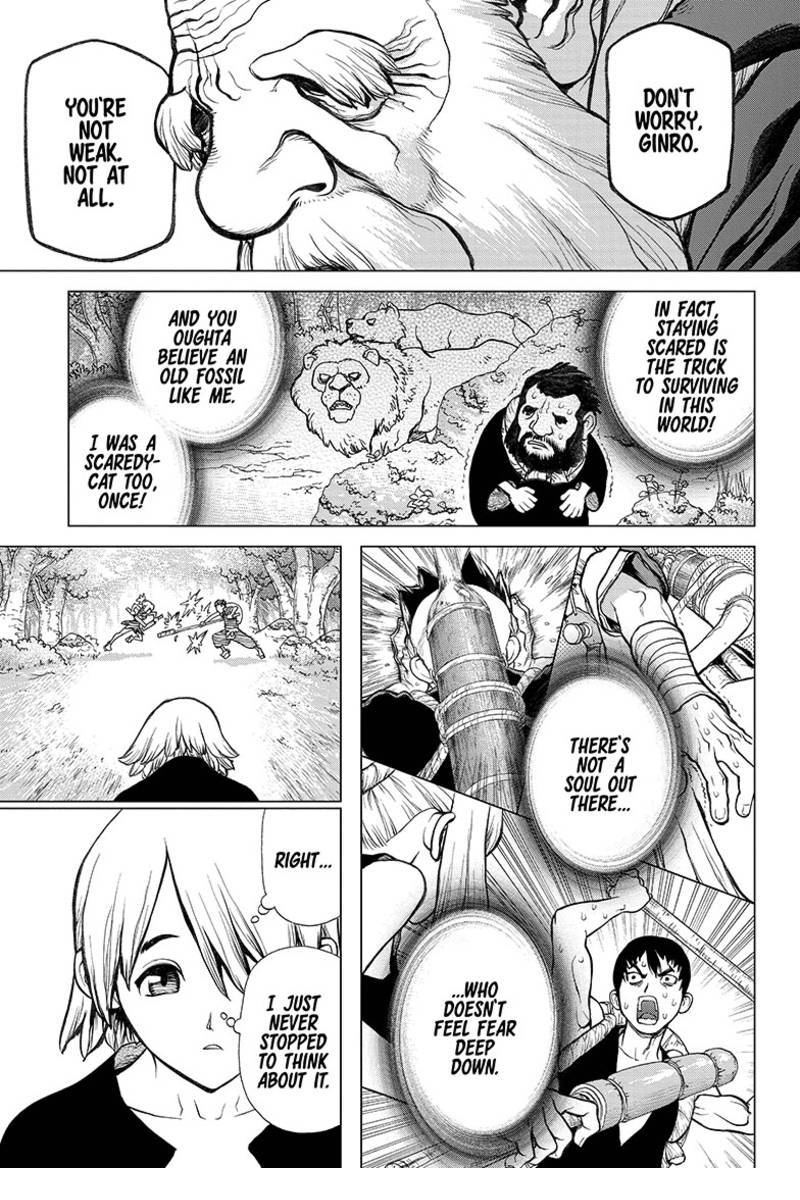 DON'T
WORRY,
GINRO.
YOU'RE
NOT
WEAK.
NOT AT
ALL.
IN FACT,
STAYING
SCARED IS
THE TRICK
TO SURVIVING
IN THIS
WORLD!
AND YOU
OUGHTA
BELIEVE AN
OLD FOSSIL
LIKE ME.
I WAS A
SCAREDY-
CAT TOO,
ONCE!
THERE'S
NOT A
SOUL OUT
THERE...
...WHO
DOESN'T
FEEL FEAR
DEEP
DOWN.
RIGHT...
I JUST
NEVER
STOPPED
TO THINK
ABOUT IT.